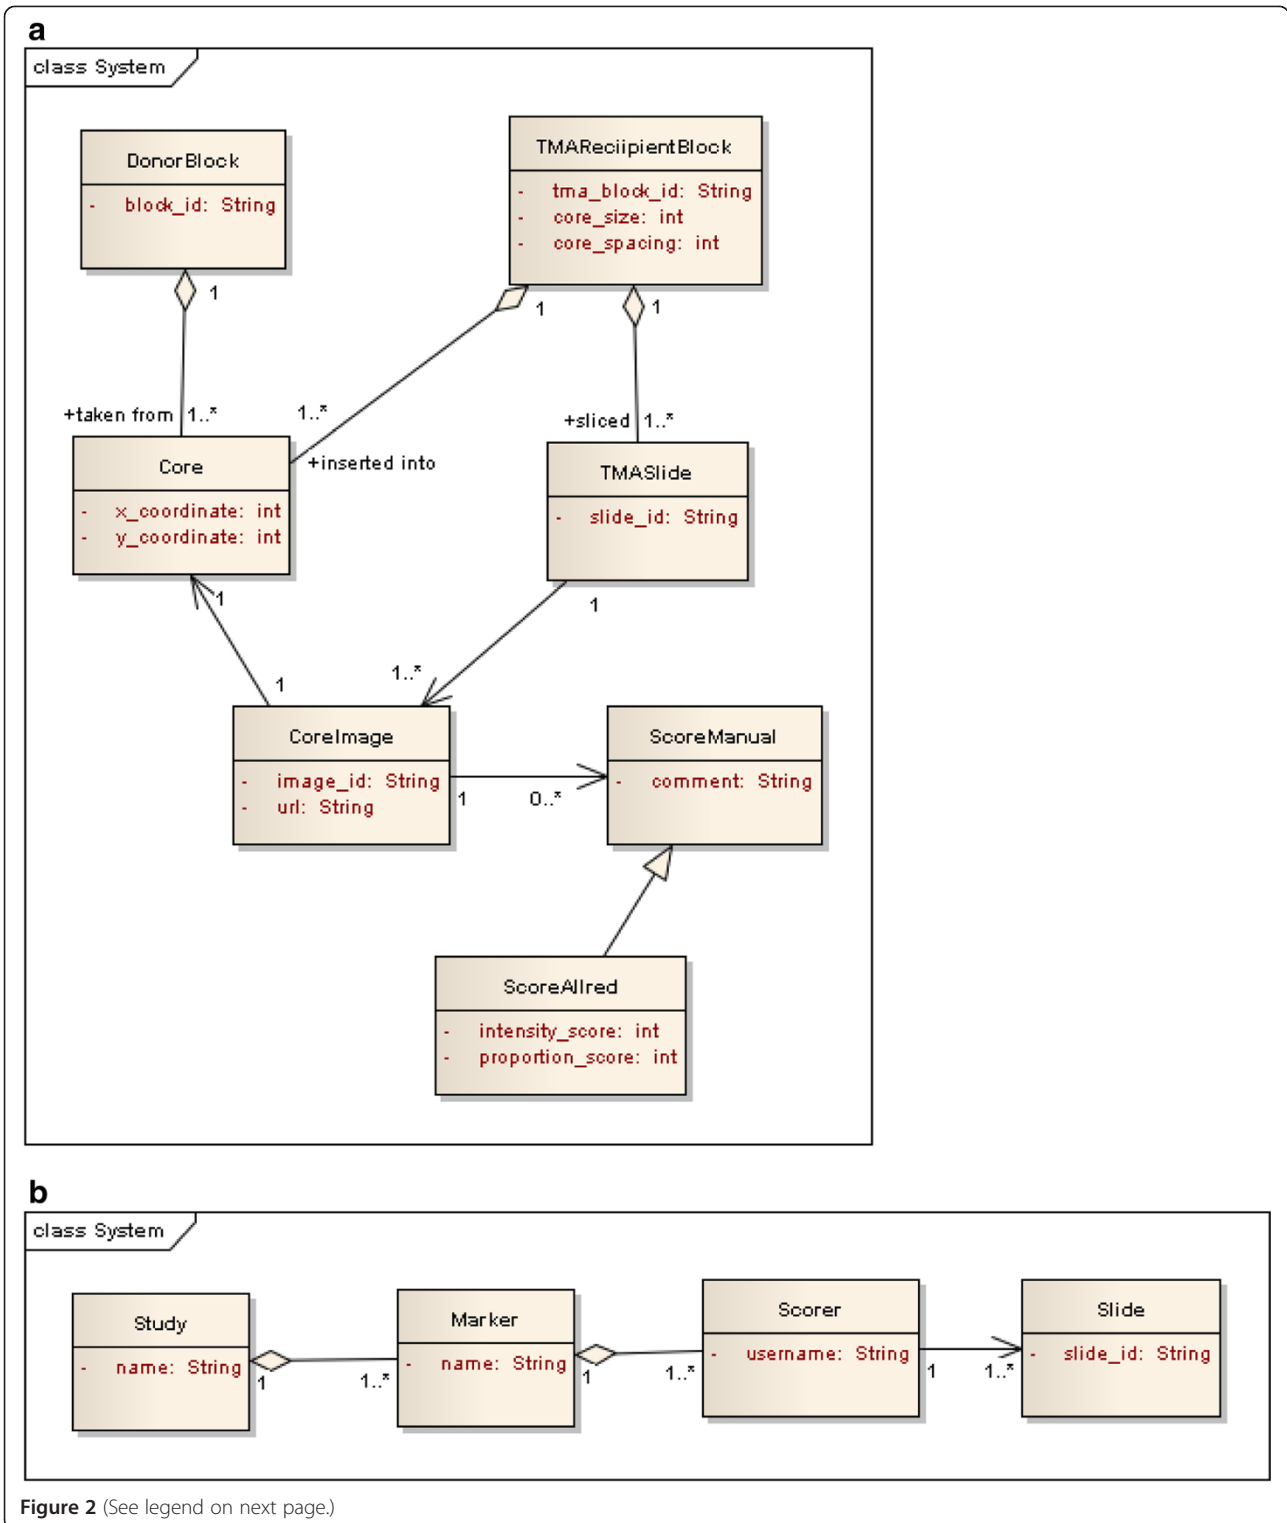 a
class System
DonorBlock
- block_id: String
TMAReciipientBlock
- tma_block_id: String
- core_size: int
- core_spacing: int
1
1
1
+taken from
1..*
1..*
+inserted into
+sliced
1..*
Core
- x_coordinate: int
- y_coordinate: int
TMASlide
- slide_id: String
1
1
1..*
1
CoreImage
- image_id: String
- url: String
1
0..*
ScoreManual
- comment: String
ScoreAllred
- intensity_score: int
- proportion_score: int
b
class System
Study
- name: String
1
1..*
Marker
- name: String
1
1..*
Scorer
- username: String
1
1..*
Slide
- slide_id: String
Figure 2 (See legend on next page.)